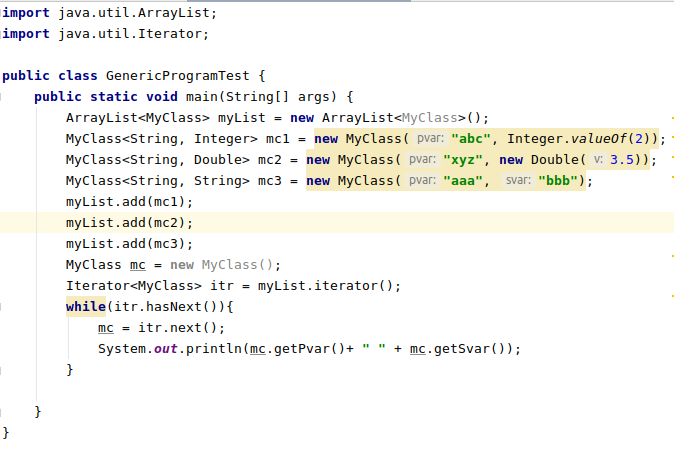 import java.util.ArrayList;
import java.util.Iterator;
public class GenericProgramTest {
public static void main(String[] args) {
ArrayList<MyClass> myList = new ArrayList<MyClass>();
MyClass<String, Integer> mc1 = new MyClass( pvar: "abc", Integer.valueOf(2));
MyClass<String, Double> mc2 = new MyClass( pvar: "xyz", new Double( v: 3.5));
MyClass<String, String> mc3 = new MyClass( pvar: "aaa", svar: "bbb");
myList.add(mc1);
myList.add(mc2);
myList.add(mc3);
MyClass mc = new MyClass();
Iterator<MyClass> itr = myList.iterator();
while(itr.hasNext()){
mc = itr.next();
System.out.println(mc.getPvar()+ " " + mc.getSvar());
}
}
}